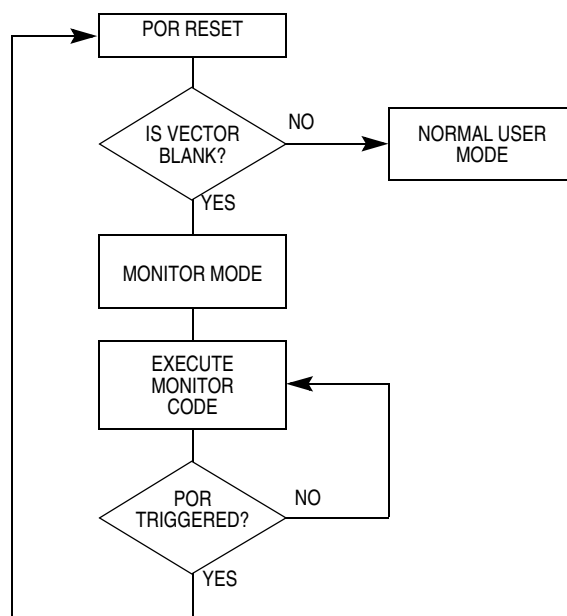 POR RESET
IS VECTOR
BLANK?
NO
NORMAL USER
MODE
YES
MONITOR MODE
EXECUTE
MONITOR
CODE
POR
TRIGGERED?
NO
YES